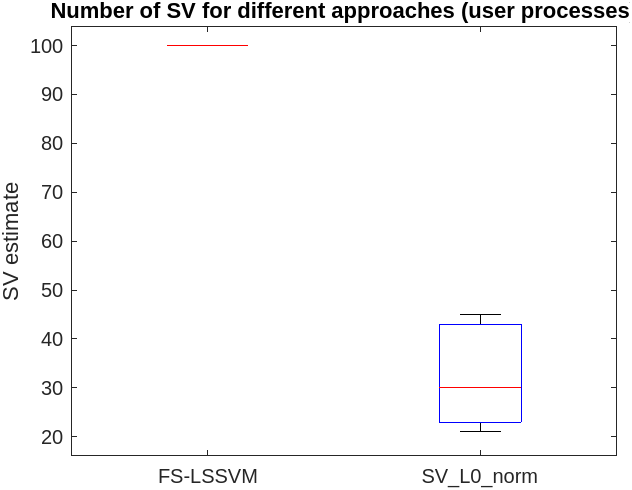 Number of SV for different approaches (user processes
100
90
80
70
60
50
40
30
20
SV estimate
FS-LSSVM
SV_L0_norm